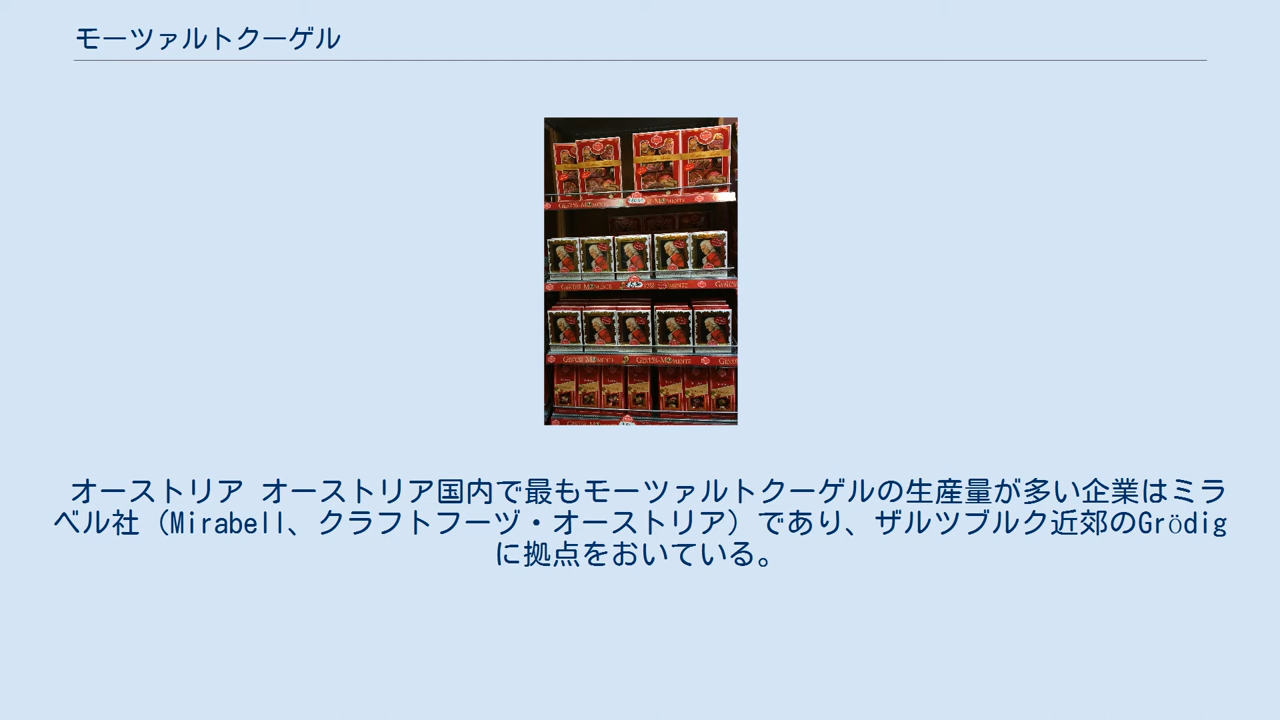 モーツァルトクーゲル
オーストリア オーストリア国内で最もモーツァルトクーゲルの生産量が多い企業はミラ
ベル社（Mirabell、クラフトフーヅ・オーストリア）であり、ザルツブルク近郊のGrödig
に拠点をおいている。